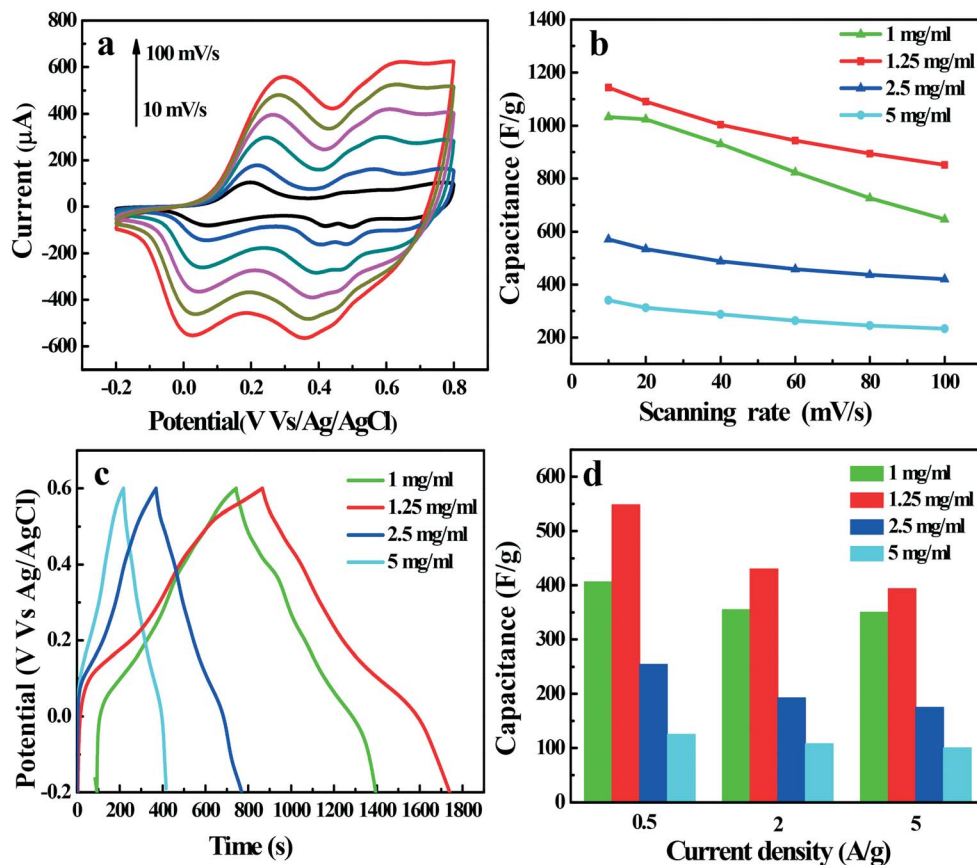 a
100 mV/s
10 mV/s
800
600
400
200
0
-200
-400
-600
Current (μA)
-0.2 0.0 0.2 0.4 0.6 0.8
Potential(V Vs/Ag/AgCl)
b
1 mg/ml
1.25 mg/ml
2.5 mg/ml
5 mg/ml
1400
1200
1000
800
600
400
200
Capacitance (F/g)
0 20 40 60 80 100
Scanning rate (mV/s)
c
1 mg/ml
1.25 mg/ml
2.5 mg/ml
5 mg/ml
0.6
0.4
0.2
0.0
-0.2
Potential (V Vs Ag/AgCl)
0 200 400 600 800 1000 1200 1400 1600 1800
Time (s)
d
1 mg/ml
1.25 mg/ml
2.5 mg/ml
5 mg/ml
600
550
400
350
300
250
200
100
0
Capacitance (F/g)
0.5 2 5
Current density (A/g)